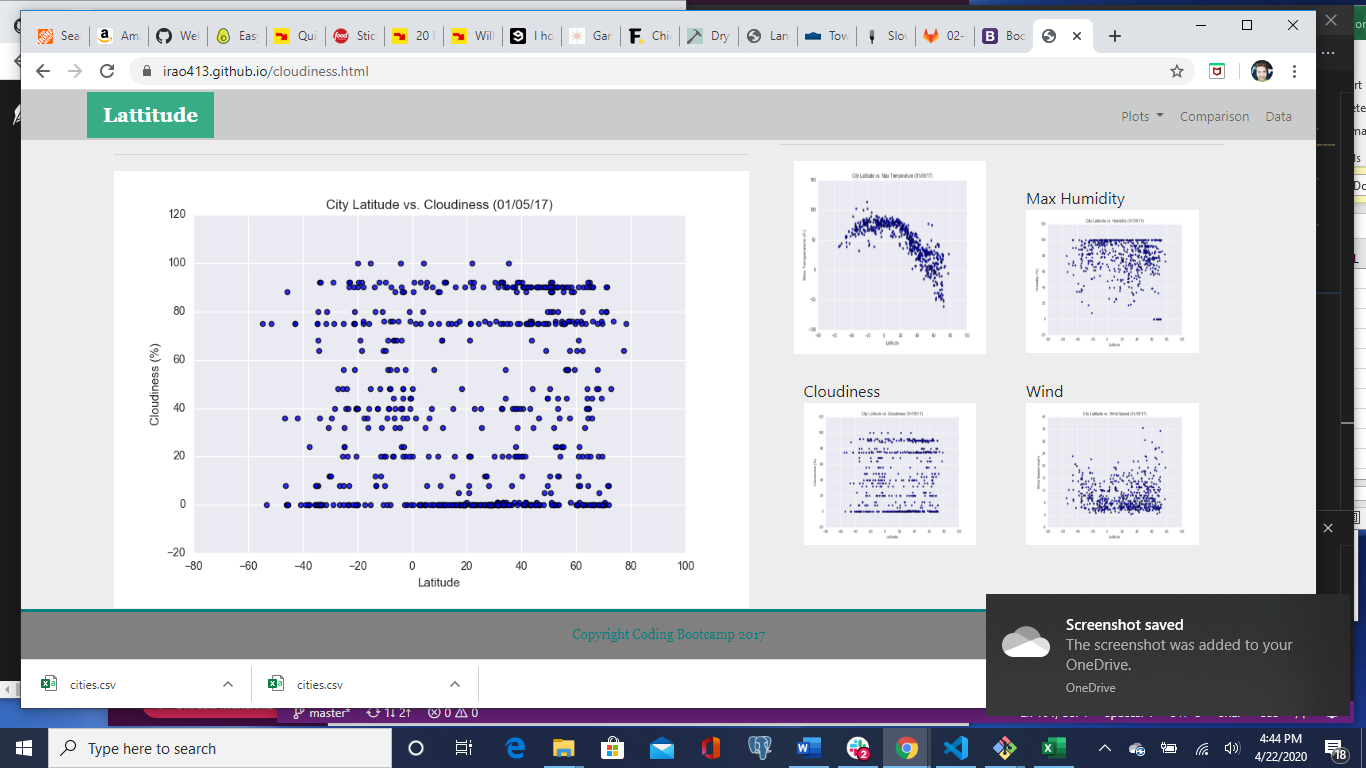 Sea
Am
Wel
Eas
Qui
Stic
20 M
Will
I ho
Gar
Chi
Dry
Lan
Tow
Slov
02-
Boo
irao413.github.io/cloudiness.html
Lattitude
Plots
Comparison
Data
City Latitude vs. Cloudiness (01/05/17)
Cloudiness (%)
120
100
80
60
40
20
0
−20
−80 −60 −40 −20 0 20 40 60 80 100
Latitude
City Latitude vs. Max Temperature (01/05/17)
Latitude
Max Humidity
City Latitude vs. Humidity (01/05/17)
Latitude
Cloudiness
City Latitude vs. Cloudiness (01/05/17)
Latitude
Wind
City Latitude vs. Wind Speed (01/05/17)
Latitude
Copyright Coding Bootcamp 2017
Screenshot saved
The screenshot was added to your
OneDrive.
OneDrive
cities.csv
cities.csv
master*
1↓ 2↑
0
0
Type here to search
2
4:44 PM
4/22/2020
18